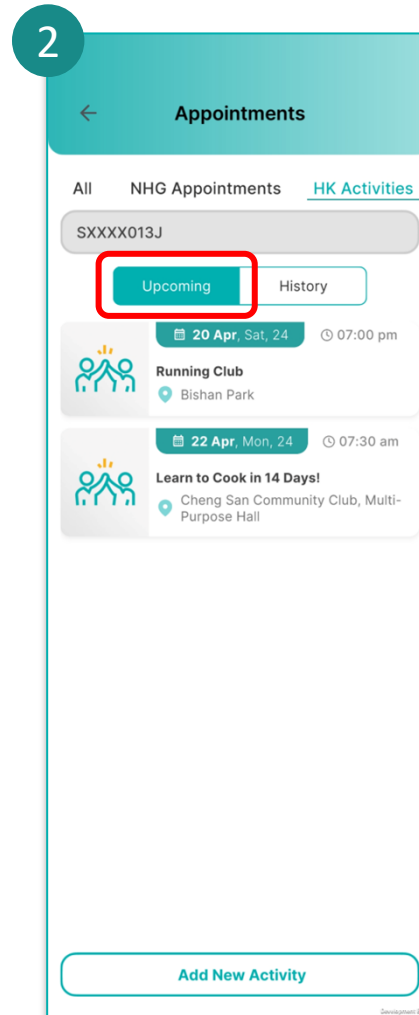 2
Appointments
All NHG Appointments HK Activities
SXXXX013J
Upcoming History
20 Apr, Sat, 24 07:00 pm
Running Club
Bishan Park
22 Apr, Mon, 24 07:30 am
Learn to Cook in 14 Days!
Cheng San Community Club, Multi-
Purpose Hall
Add New Activity
Development